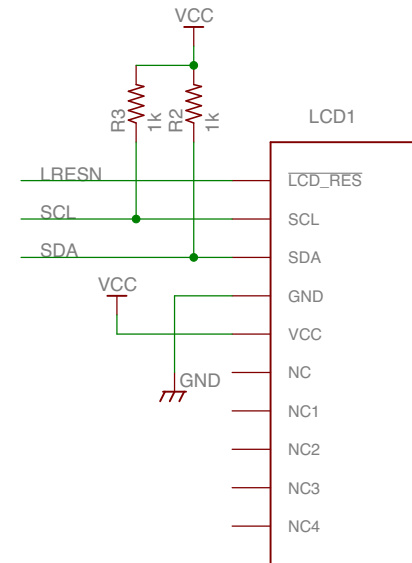 VCC
R3
1k
R2
1k
LCD1
LRESN
LCD_RES
SCL
SCL
SDA
SDA
GND
VCC
VCC
NC
GND
NC1
NC2
NC3
NC4